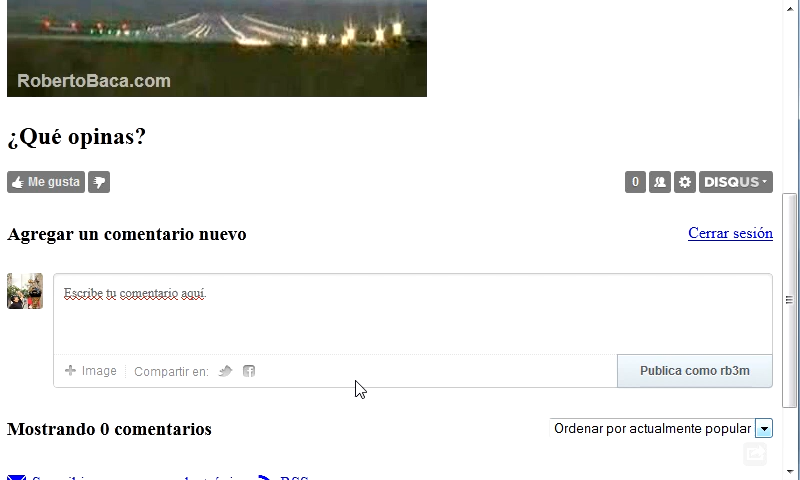 RobertoBaca.com
¿Qué opinas?
Me gusta
0
DISQUS
Agregar un comentario nuevo
Cerrar sesión
Escribe tu comentario aquí.
+ Image
Compartir en:
Publica como rb3m
Mostrando 0 comentarios
Ordenar por actualmente popular
RSS